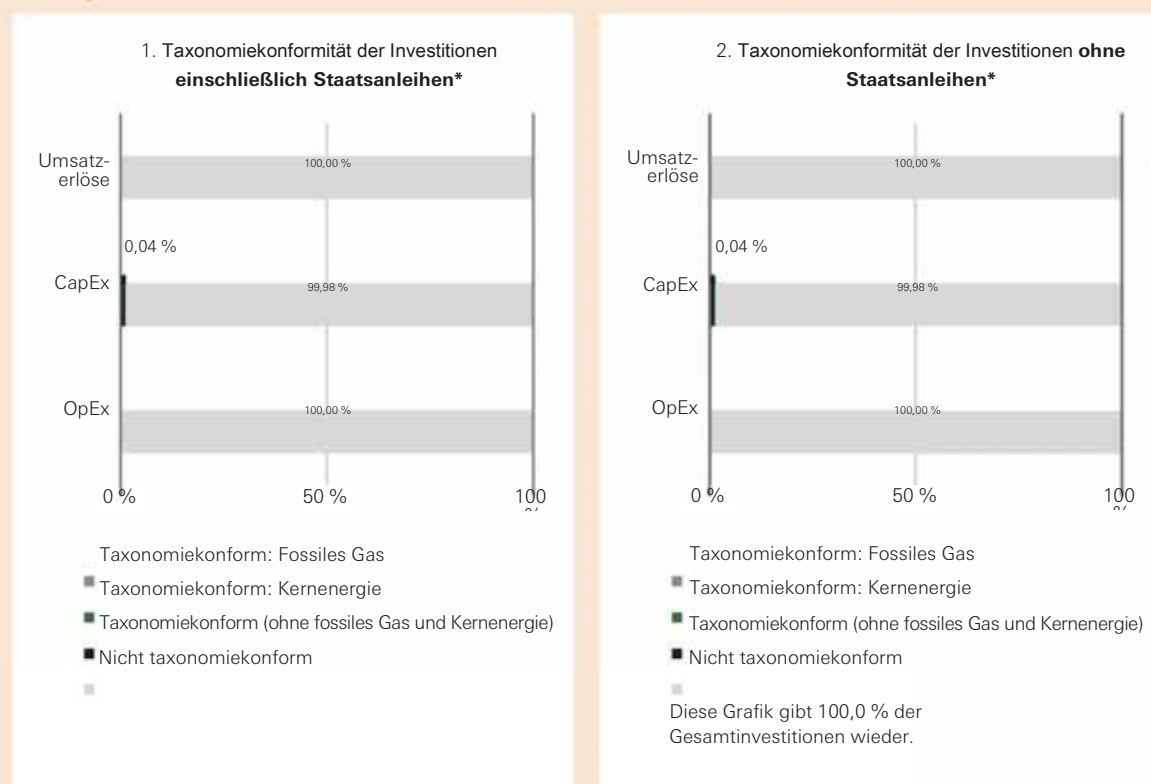 1. Taxonomiekonformität der Investitionen
einschließlich Staatsanleihen*
Umsatz-
erlöse
100,00 %
0,04 %
CapEx
99,98 %
OpEx
100,00 %
0 %
50 %
100
%
Taxonomiekonform: Fossiles Gas
Taxonomiekonform: Kernenergie
Taxonomiekonform (ohne fossiles Gas und Kernenergie)
Nicht taxonomiekonform
2. Taxonomiekonformität der Investitionen ohne
Staatsanleihen*
Umsatz-
erlöse
100,00 %
0,04 %
CapEx
99,98 %
OpEx
100,00 %
0 %
50 %
100
%
Taxonomiekonform: Fossiles Gas
Taxonomiekonform: Kernenergie
Taxonomiekonform (ohne fossiles Gas und Kernenergie)
Nicht taxonomiekonform
Diese Grafik gibt 100,0 % der
Gesamtinvestitionen wieder.